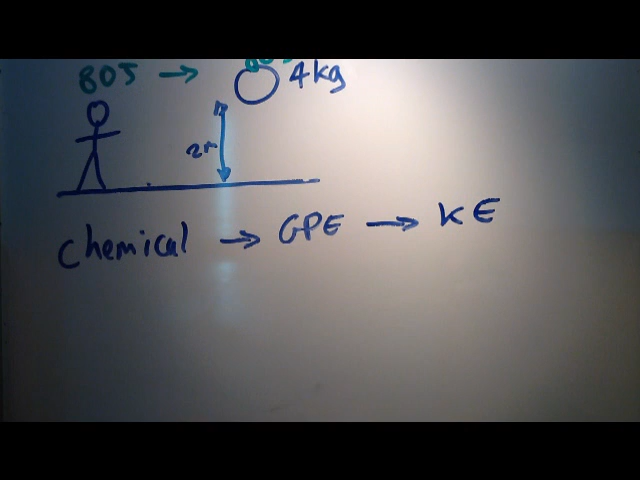 80J → 4kg
2m
Chemical → GPE → KE